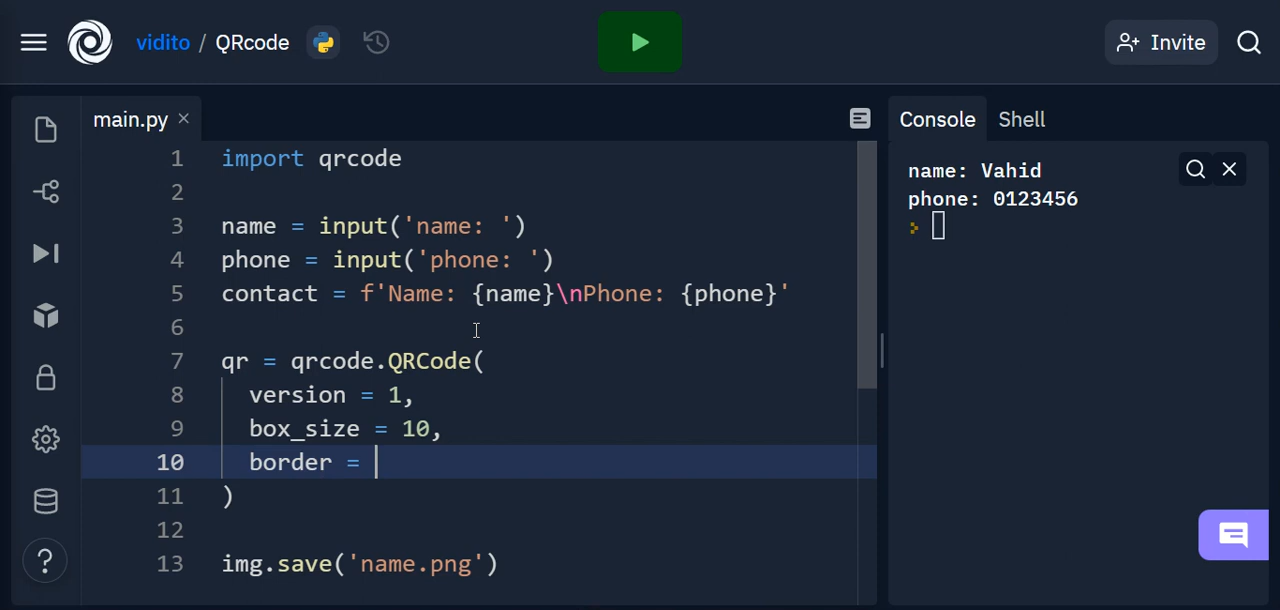 vidito / QRcode
Invite
main.py
Console Shell
1 import qrcode
2
3 name = input('name: ')
4 phone = input('phone: ')
5 contact = f'Name: {name}\nPhone: {phone}'
6
7 qr = qrcode.QRCode(
8 version = 1,
9 box_size = 10,
10 border =
11 )
12
13 img.save('name.png')
name: Vahid
phone: 0123456
?